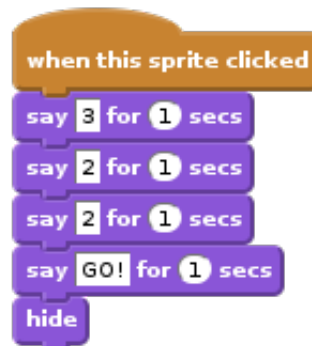 when this sprite clicked
say 3 for 1 secs
say 2 for 1 secs
say 2 for 1 secs
say GO! for 1 secs
hide